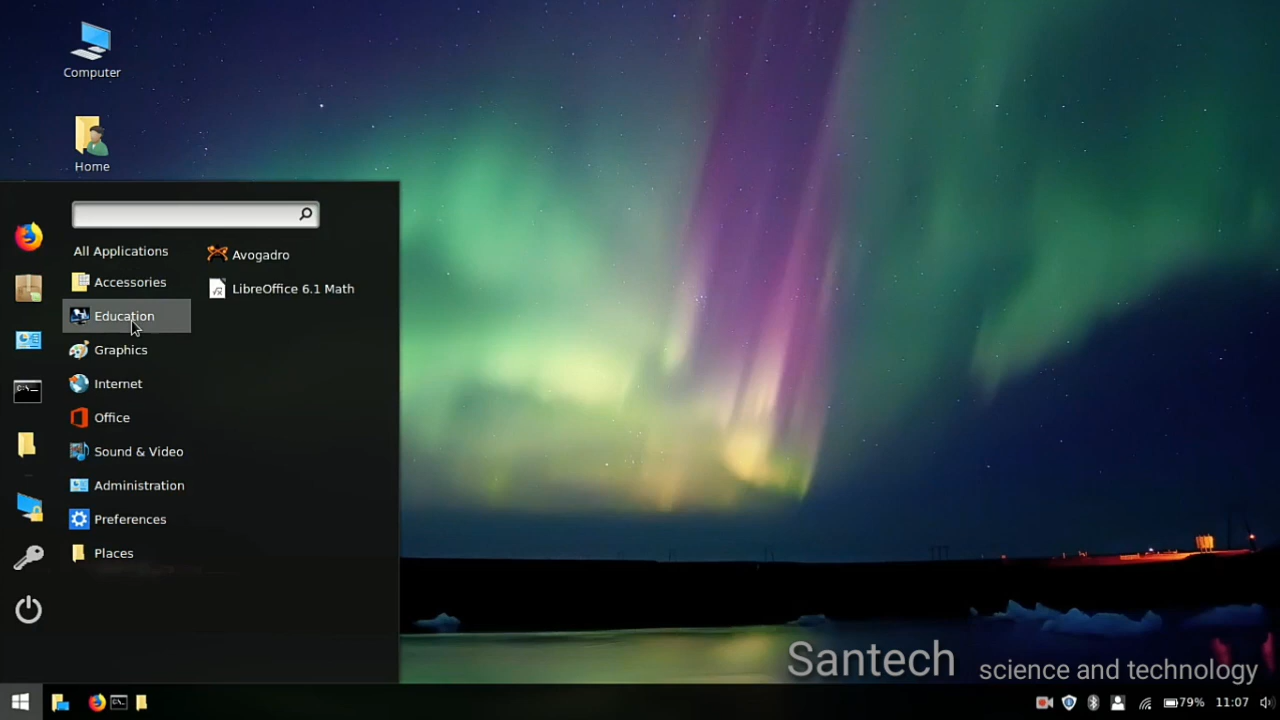 Computer
Home
All Applications
Accessories
Education
Graphics
Internet
Office
Sound & Video
Administration
Preferences
Places
Avogadro
LibreOffice 6.1 Math
Santech science and technology
79% 11:07